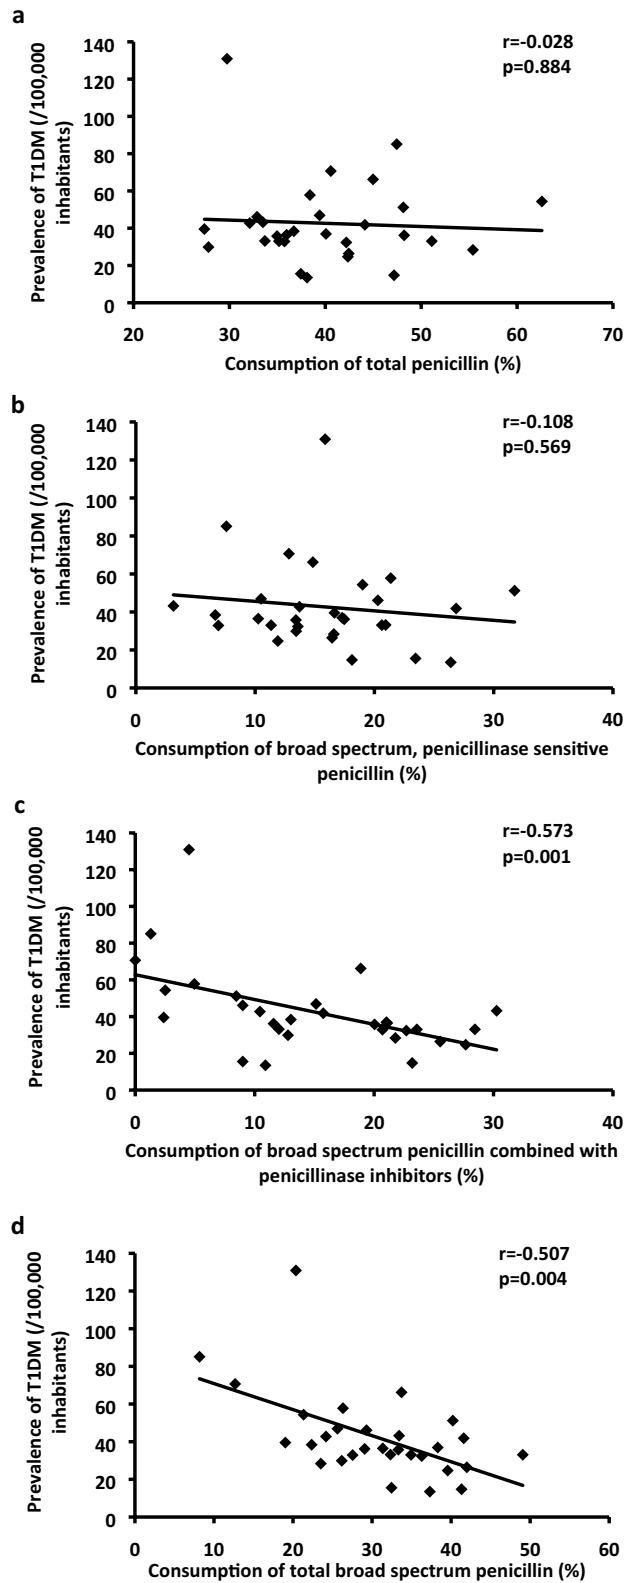 a
r=-0.028
p=0.884
Prevalence of T1DM (/100,000
inhabitants)
140
120
100
80
60
40
20
0
20 30 40 50 60 70
Consumption of total penicillin (%)
b
r=-0.108
p=0.569
Prevalence of T1DM (/100,000
inhabitants)
140
120
100
80
60
40
20
0
0 10 20 30 40
Consumption of broad spectrum, penicillinase sensitive
penicillin (%)
c
r=-0.573
p=0.001
Prevalence of T1DM (/100,000
inhabitants)
140
120
100
80
60
40
20
0
0 10 20 30 40
Consumption of broad spectrum penicillin combined with
penicillinase inhibitors (%)
d
r=-0.507
p=0.004
Prevalence of T1DM (/100,000
inhabitants)
140
120
100
80
60
40
20
0
0 10 20 30 40 50 60
Consumption of total broad spectrum penicillin (%)